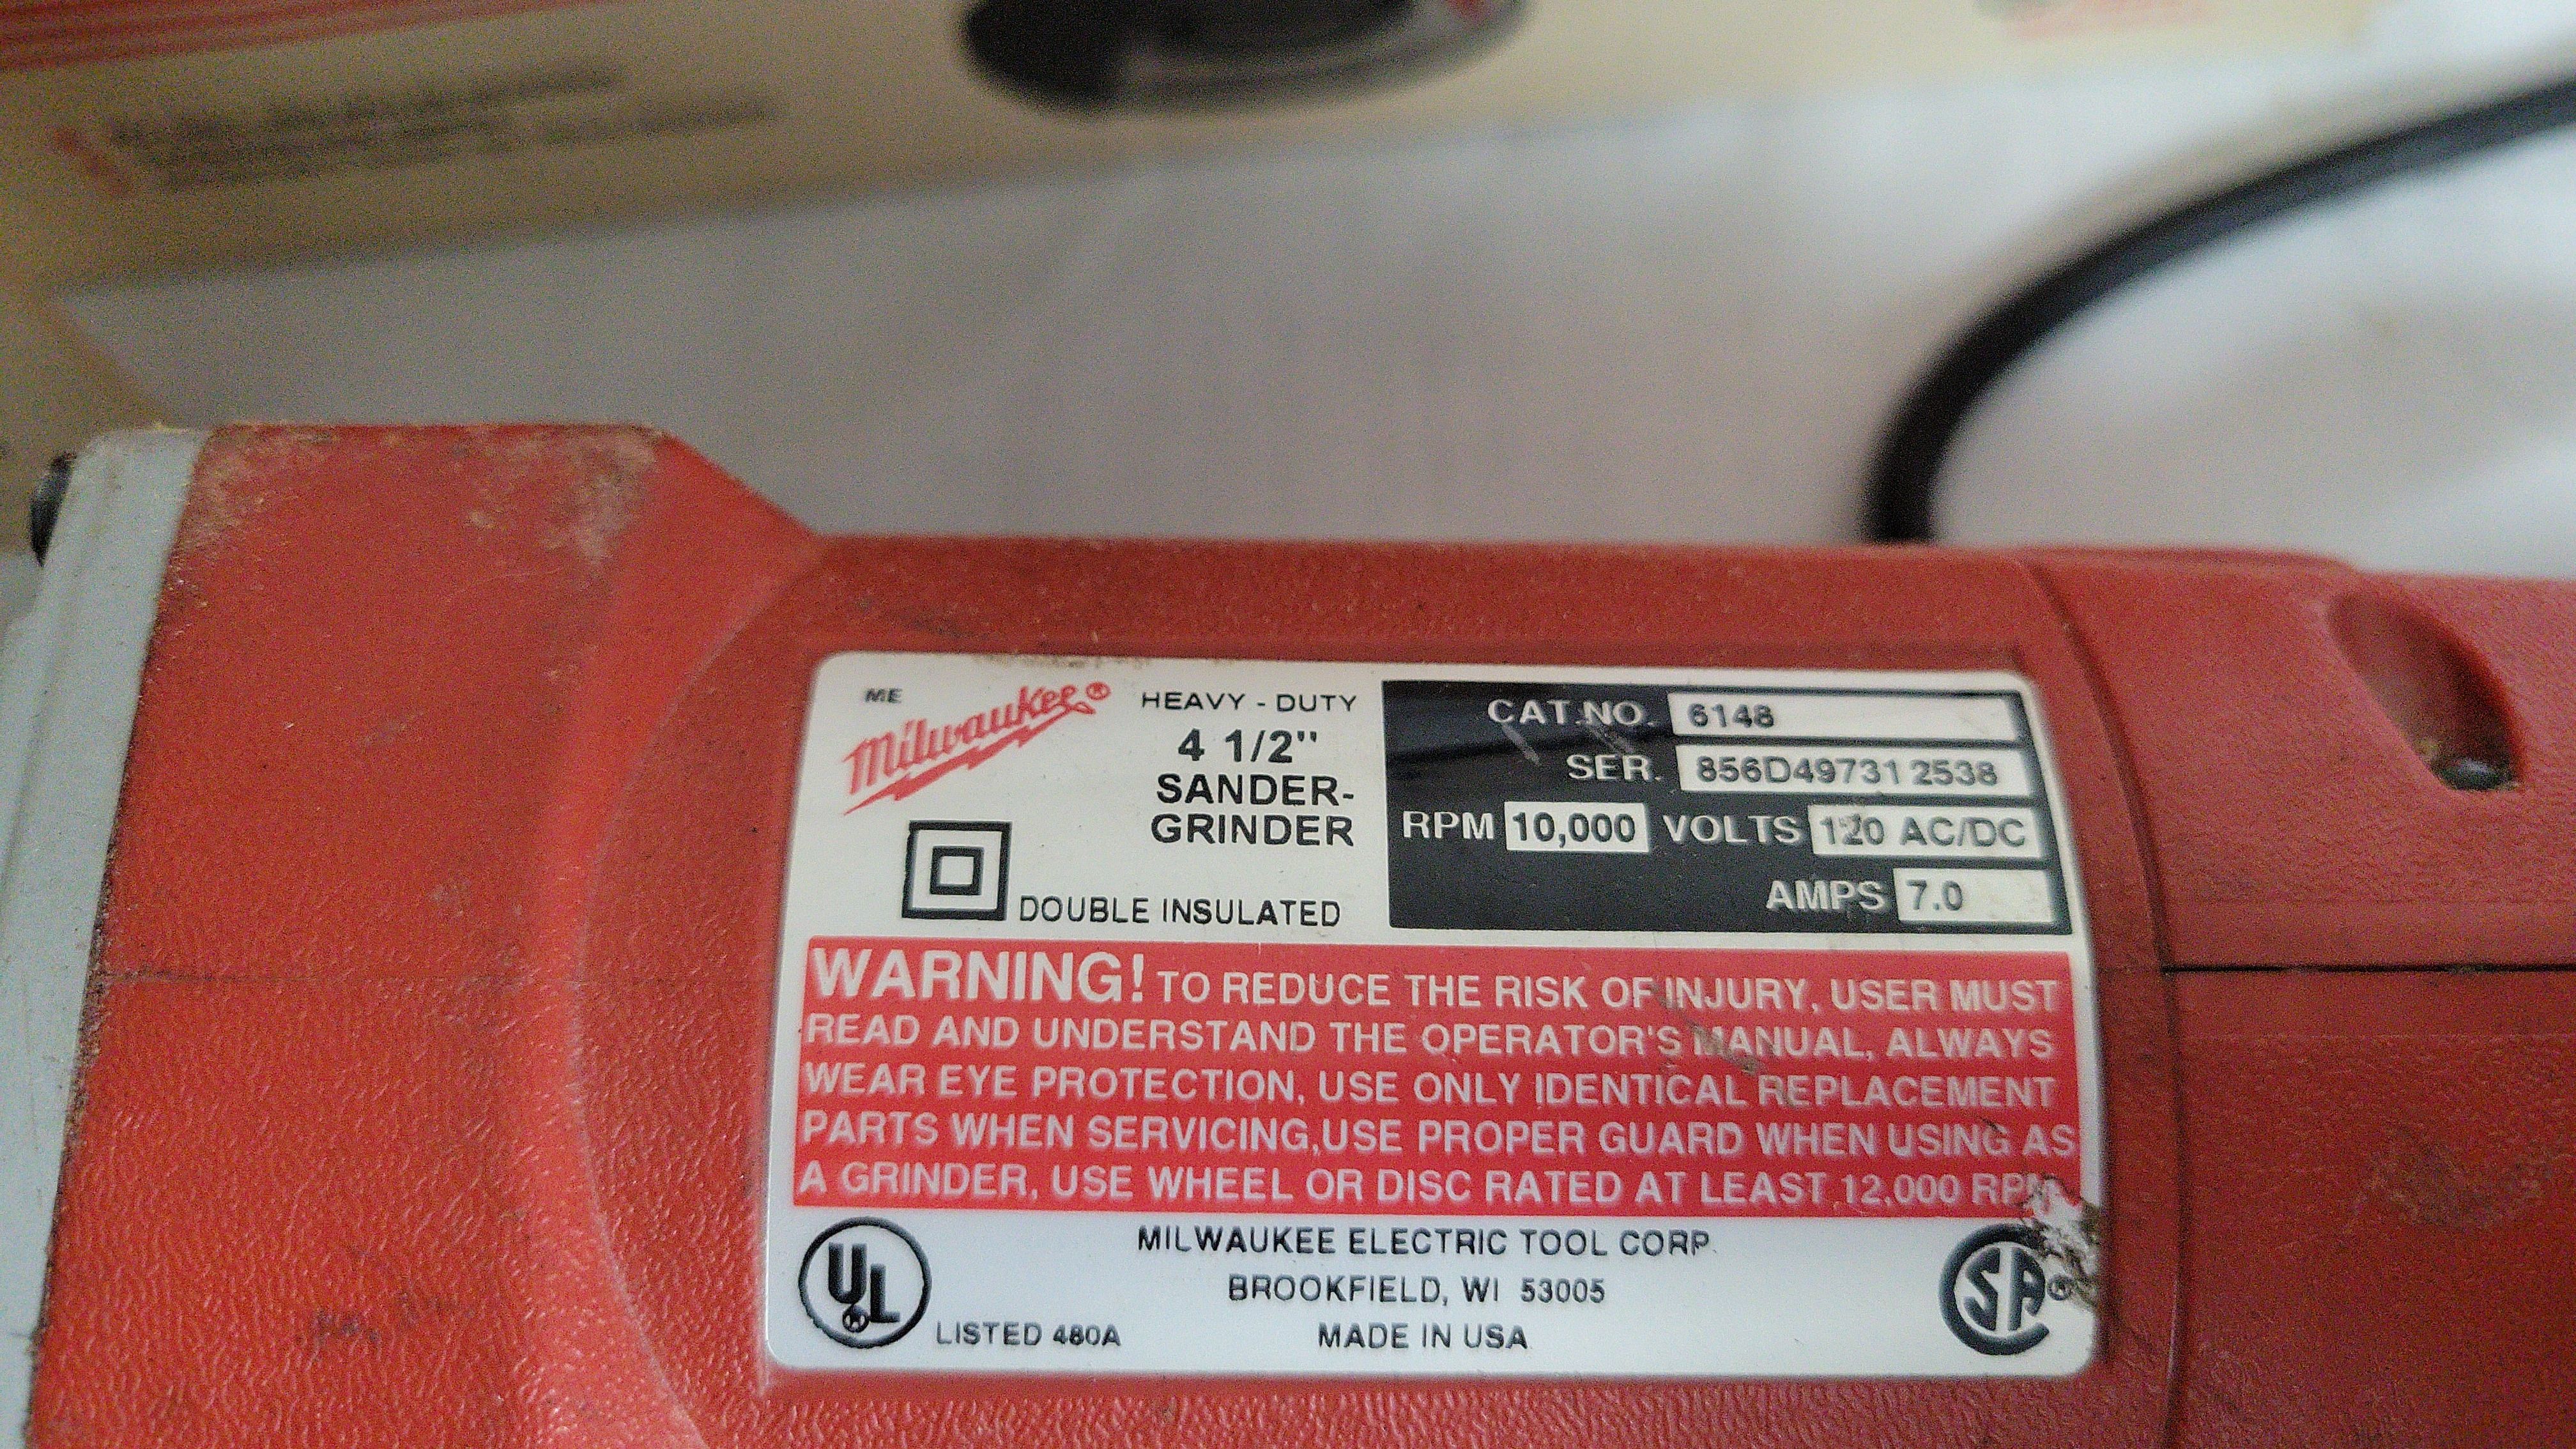 ME
Milwaukee®
HEAVY - DUTY
4 1/2"
SANDER-
GRINDER
DOUBLE INSULATED
CAT.NO. 6148
SER. 856D49731 2538
RPM 10,000 VOLTS 120 AC/DC
AMPS 7.0
WARNING! TO REDUCE THE RISK OF INJURY, USER MUST
READ AND UNDERSTAND THE OPERATOR'S MANUAL, ALWAYS
WEAR EYE PROTECTION, USE ONLY IDENTICAL REPLACEMENT
PARTS WHEN SERVICING,USE PROPER GUARD WHEN USING AS
A GRINDER, USE WHEEL OR DISC RATED AT LEAST 12,000 RPM
UL®
LISTED 480A
MILWAUKEE ELECTRIC TOOL CORP.
BROOKFIELD, WI 53005
MADE IN USA
CSA®